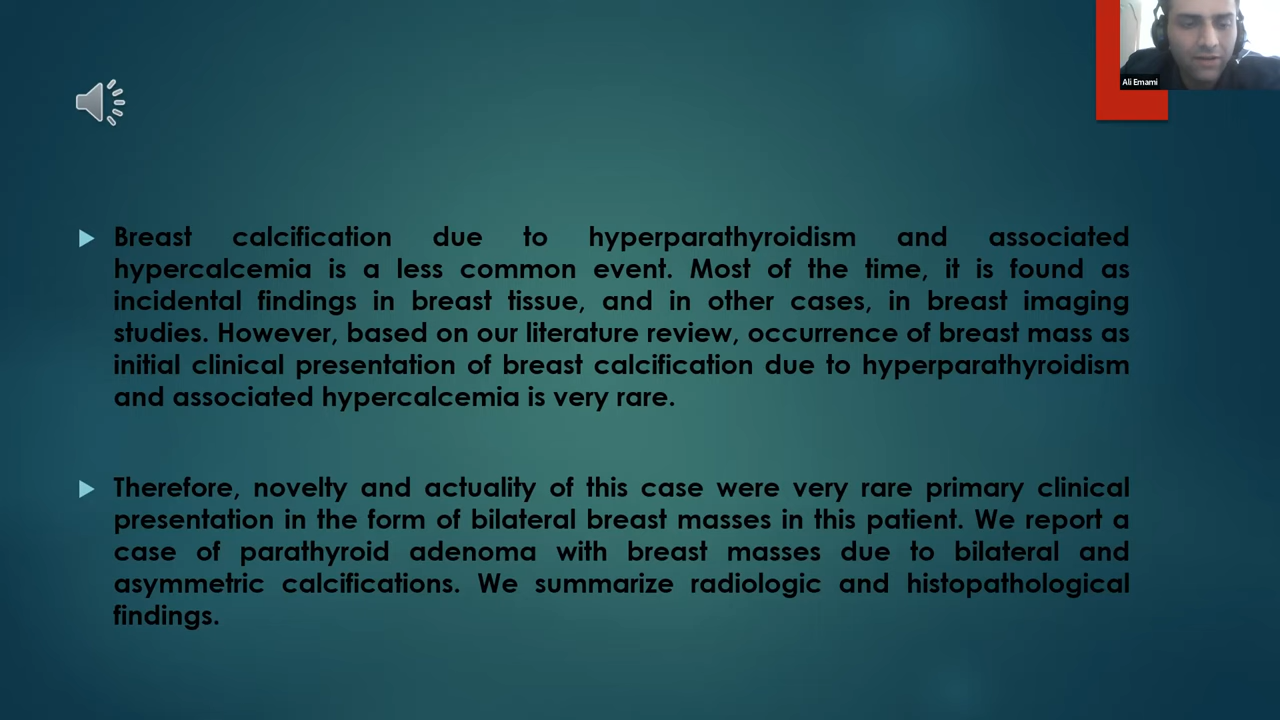 Ali Emami
Breast calcification due to hyperparathyroidism and associated
hypercalcemia is a less common event. Most of the time, it is found as
incidental findings in breast tissue, and in other cases, in breast imaging
studies. However, based on our literature review, occurrence of breast mass as
initial clinical presentation of breast calcification due to hyperparathyroidism
and associated hypercalcemia is very rare.
Therefore, novelty and actuality of this case were very rare primary clinical
presentation in the form of bilateral breast masses in this patient. We report a
case of parathyroid adenoma with breast masses due to bilateral and
asymmetric calcifications. We summarize radiologic and histopathological
findings.